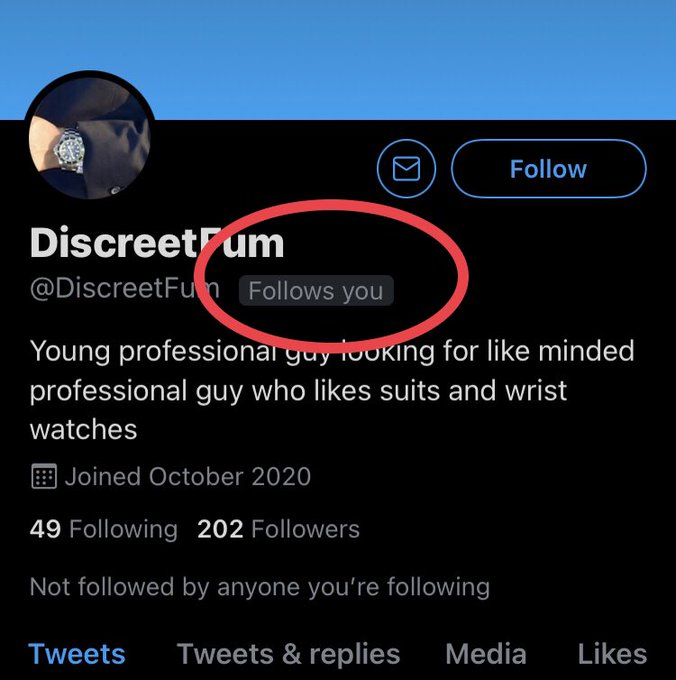 Follow
DiscreetFum
@DiscreetFum Follows you
Young professional guy looking for like minded
professional guy who likes suits and wrist
watches
Joined October 2020
49 Following 202 Followers
Not followed by anyone you’re following
Tweets Tweets & replies Media Likes